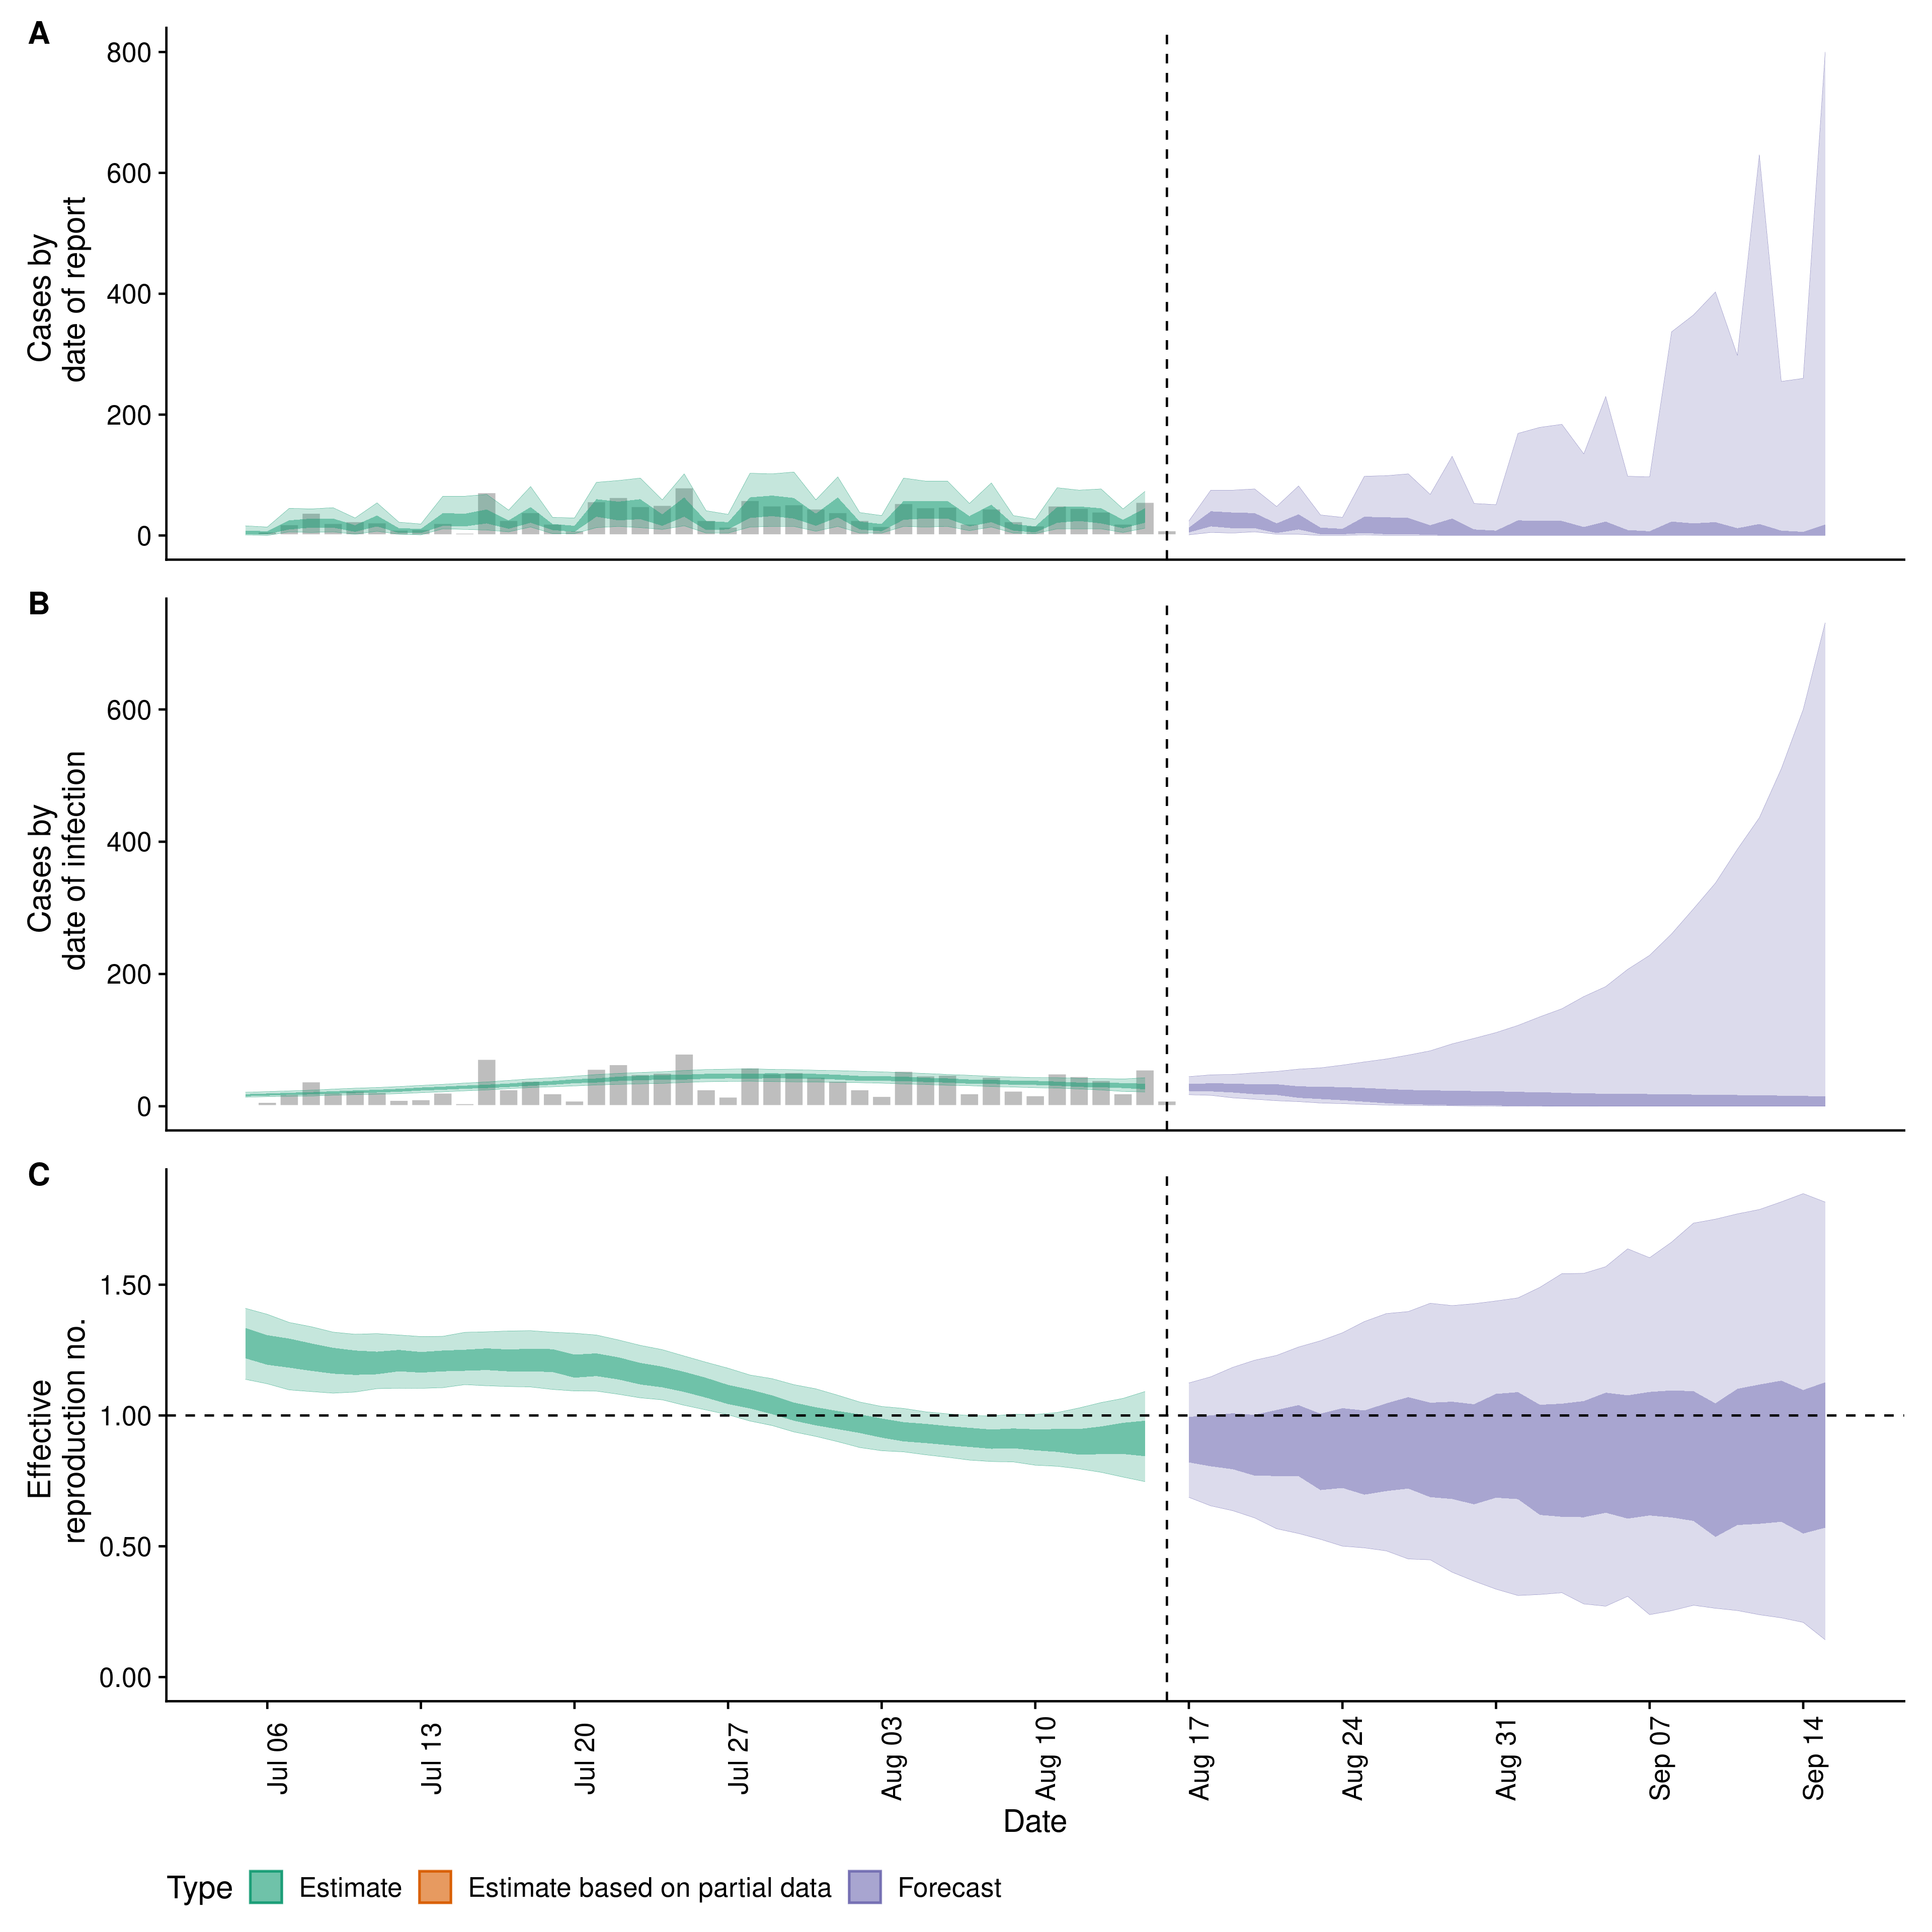 A
800
600
400
200
0
Cases by
date of report
B
600
400
200
0
Cases by
date of infection
C
1.50
1.00
0.50
0.00
Effective
reproduction no.
Jul 06
Jul 13
Jul 20
Jul 27
Aug 03
Aug 10
Aug 17
Aug 24
Aug 31
Sep 07
Sep 14
Date
Type Estimate Estimate based on partial data Forecast